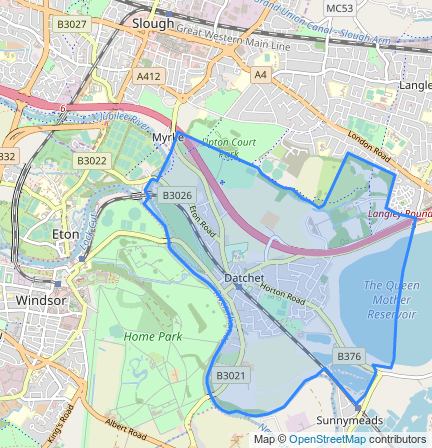 MC53
B3027
Slough
Grand Union Canal - Slough Arm
Great Western Main Line
A412
A4
Langle
6
Jubilee River
Myrke
Upton Court
Park
London Road
B32
B3022
B3026
Langley Round
Eton Road
Eton
Datchet
Windsor
Horton Road
The Queen
Mother
Reservoir
Home Park
B376
B3021
King's Road
Albert Road
Sunnymeads
Map © OpenStreetMap contributors